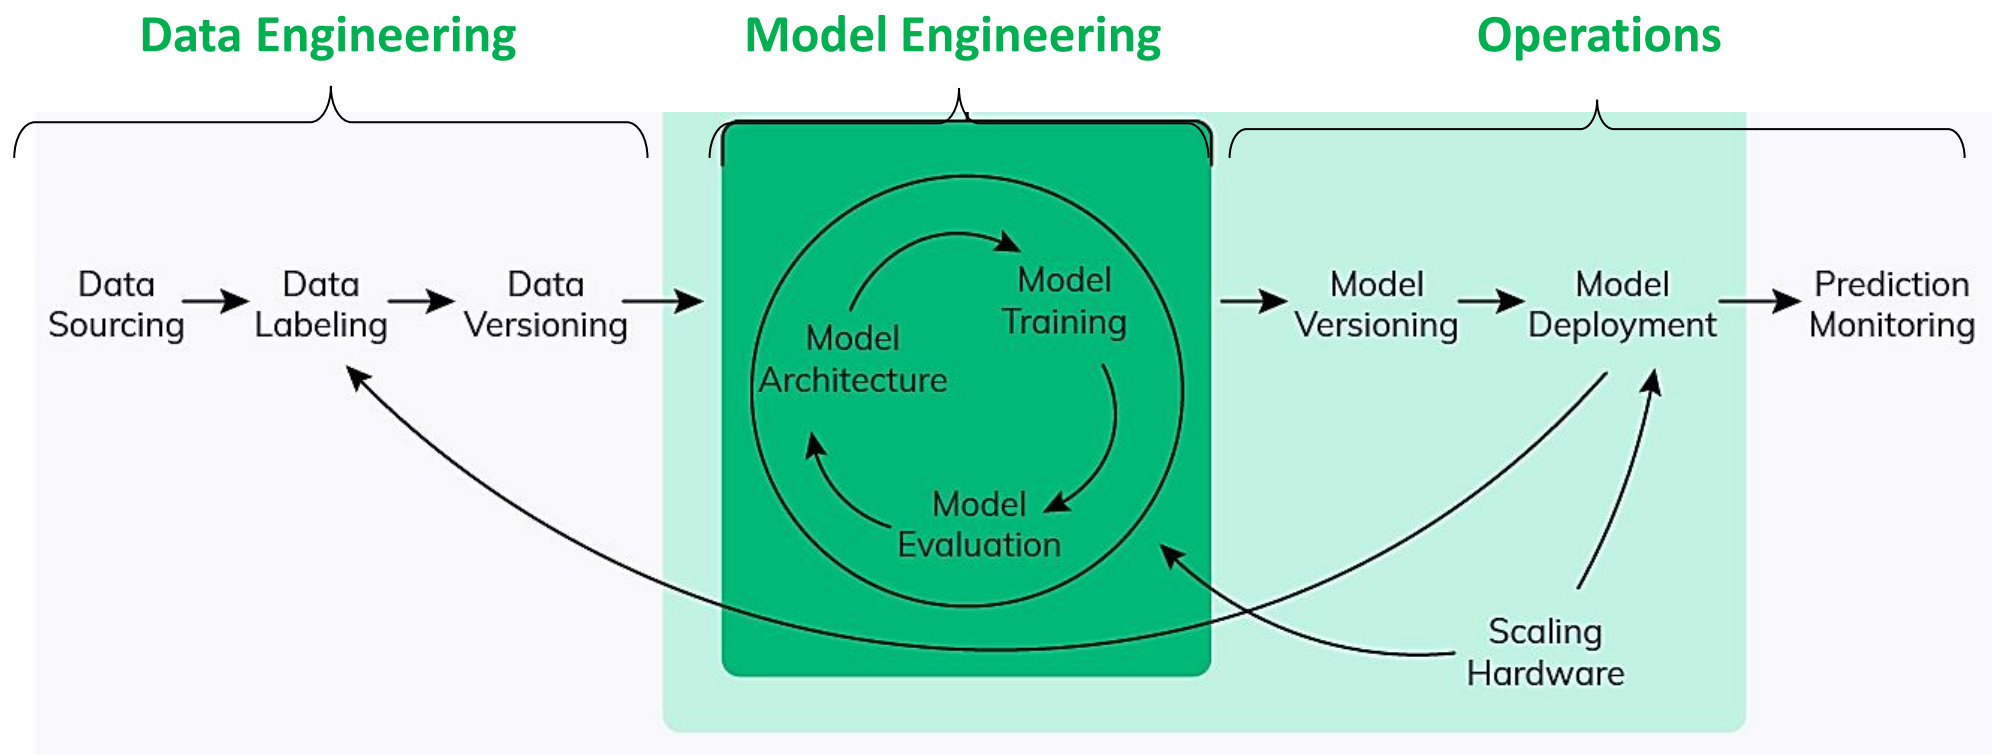 Data Engineering
Model Engineering
Operations
Data
Sourcing
Data
Labeling
Data
Versioning
Model
Architecture
Model
Training
Model
Evaluation
Model
Versioning
Model
Deployment
Prediction
Monitoring
Scaling
Hardware